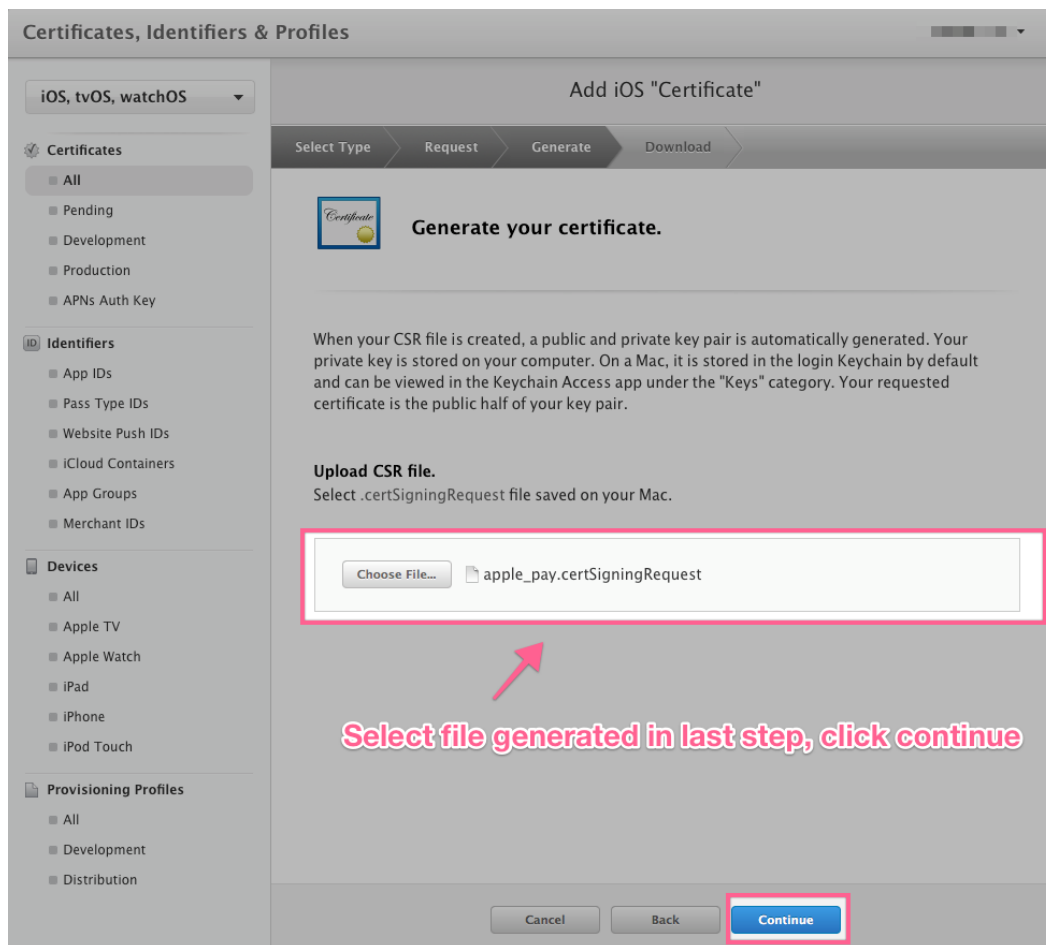 Certificates, Identifiers & Profiles
iOS, tvOS, watchOS
Certificates
All
Pending
Development
Production
APNs Auth Key
ID Identifiers
App IDs
Pass Type IDs
Website Push IDs
iCloud Containers
App Groups
Merchant IDs
Devices
All
Apple TV
Apple Watch
iPad
iPhone
iPod Touch
Provisioning Profiles
All
Development
Distribution
Add iOS "Certificate"
Select Type Request Generate Download
Certificate
Generate your certificate.
When your CSR file is created, a public and private key pair is automatically generated. Your
private key is stored on your computer. On a Mac, it is stored in the login Keychain by default
and can be viewed in the Keychain Access app under the "Keys" category. Your requested
certificate is the public half of your key pair.
Upload CSR file.
Select .certSigningRequest file saved on your Mac.
Choose File... apple_pay.certSigningRequest
Select file generated in last step, click continue
Cancel Back Continue